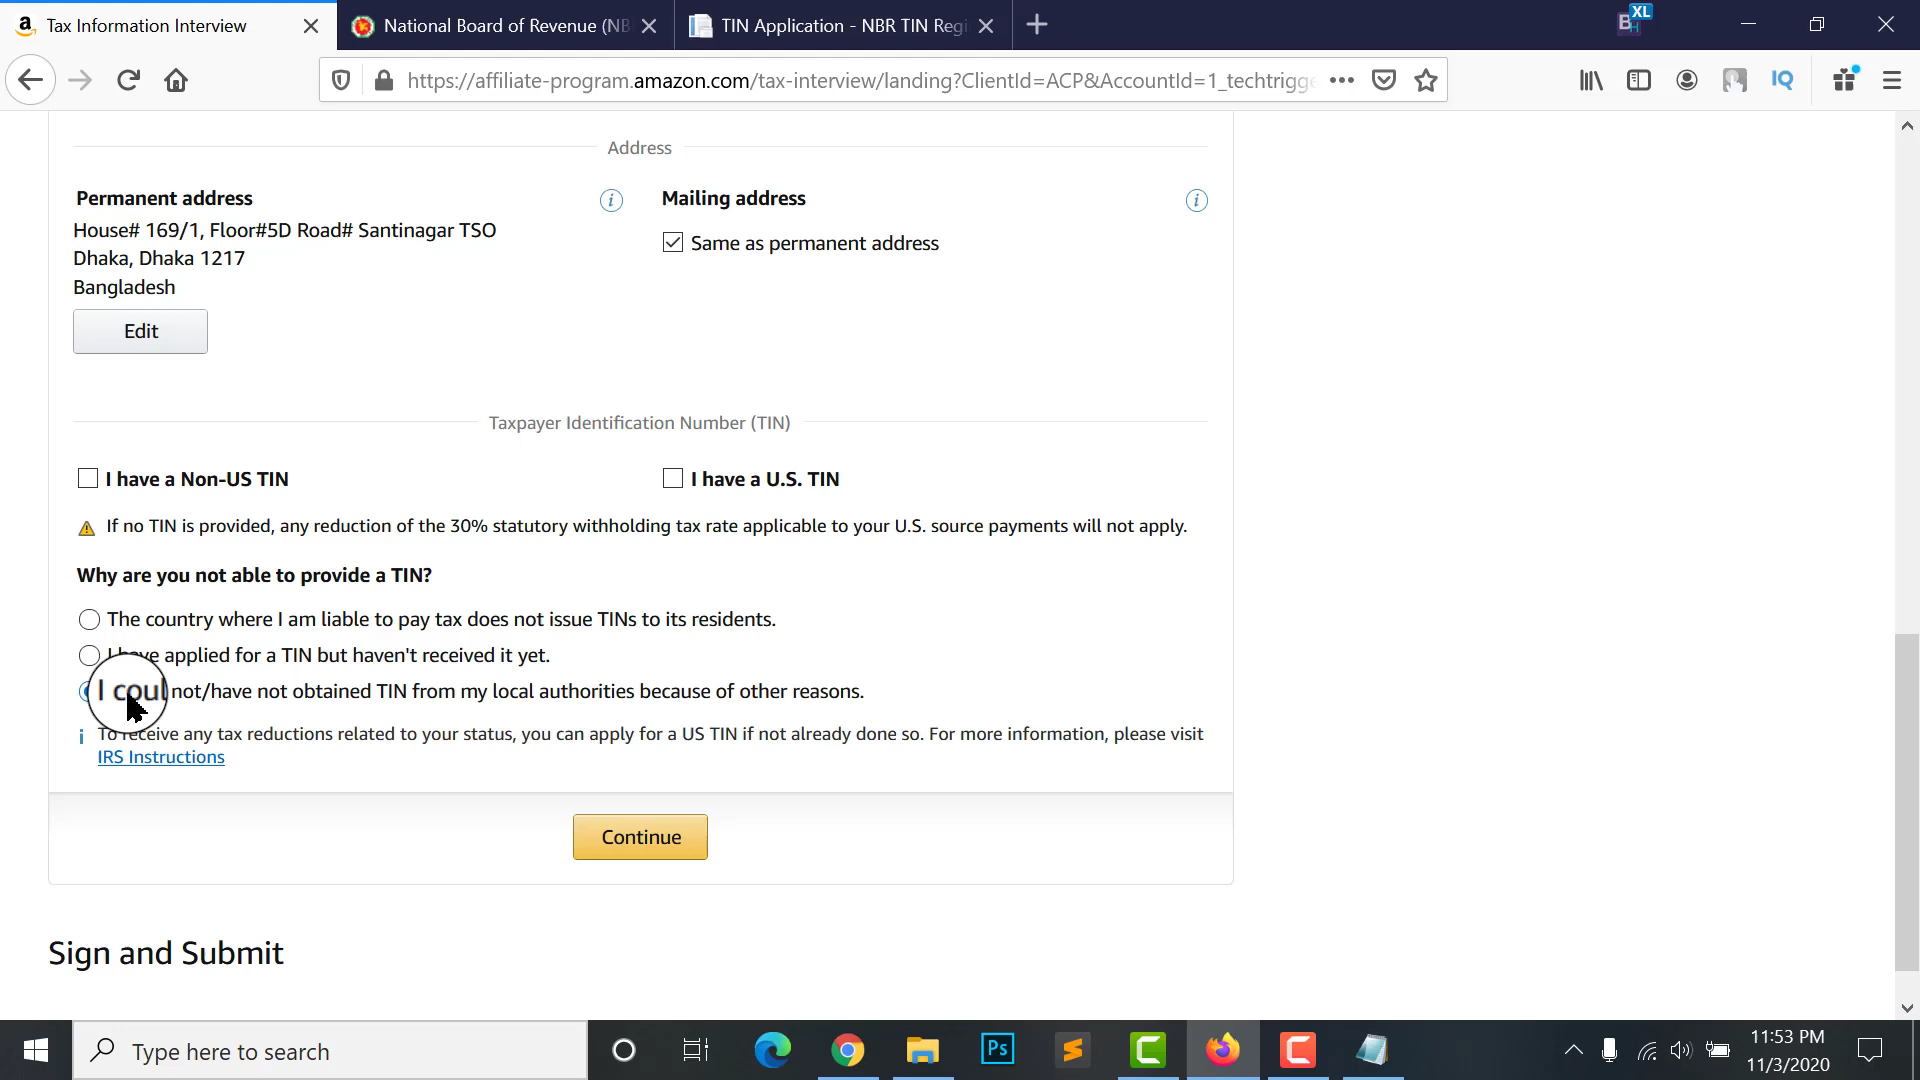 Tax Information Interview
National Board of Revenue (NB
TIN Application - NBR TIN Regi
XL
https://affiliate-program.amazon.com/tax-interview/landing?ClientId=ACP&AccountId=1_techtrigge
IQ
Address
Permanent address
House# 169/1, Floor#5D Road# Santinagar TSO
Dhaka, Dhaka 1217
Bangladesh
Edit
Mailing address
Same as permanent address
Taxpayer Identification Number (TIN)
I have a Non-US TIN
I have a U.S. TIN
If no TIN is provided, any reduction of the 30% statutory withholding tax rate applicable to your U.S. source payments will not apply.
Why are you not able to provide a TIN?
The country where I am liable to pay tax does not issue TINs to its residents.
I have applied for a TIN but haven't received it yet.
I coul not/have not obtained TIN from my local authorities because of other reasons.
To receive any tax reductions related to your status, you can apply for a US TIN if not already done so. For more information, please visit
IRS Instructions
Continue
Sign and Submit
Type here to search
Ps
11:53 PM
11/3/2020